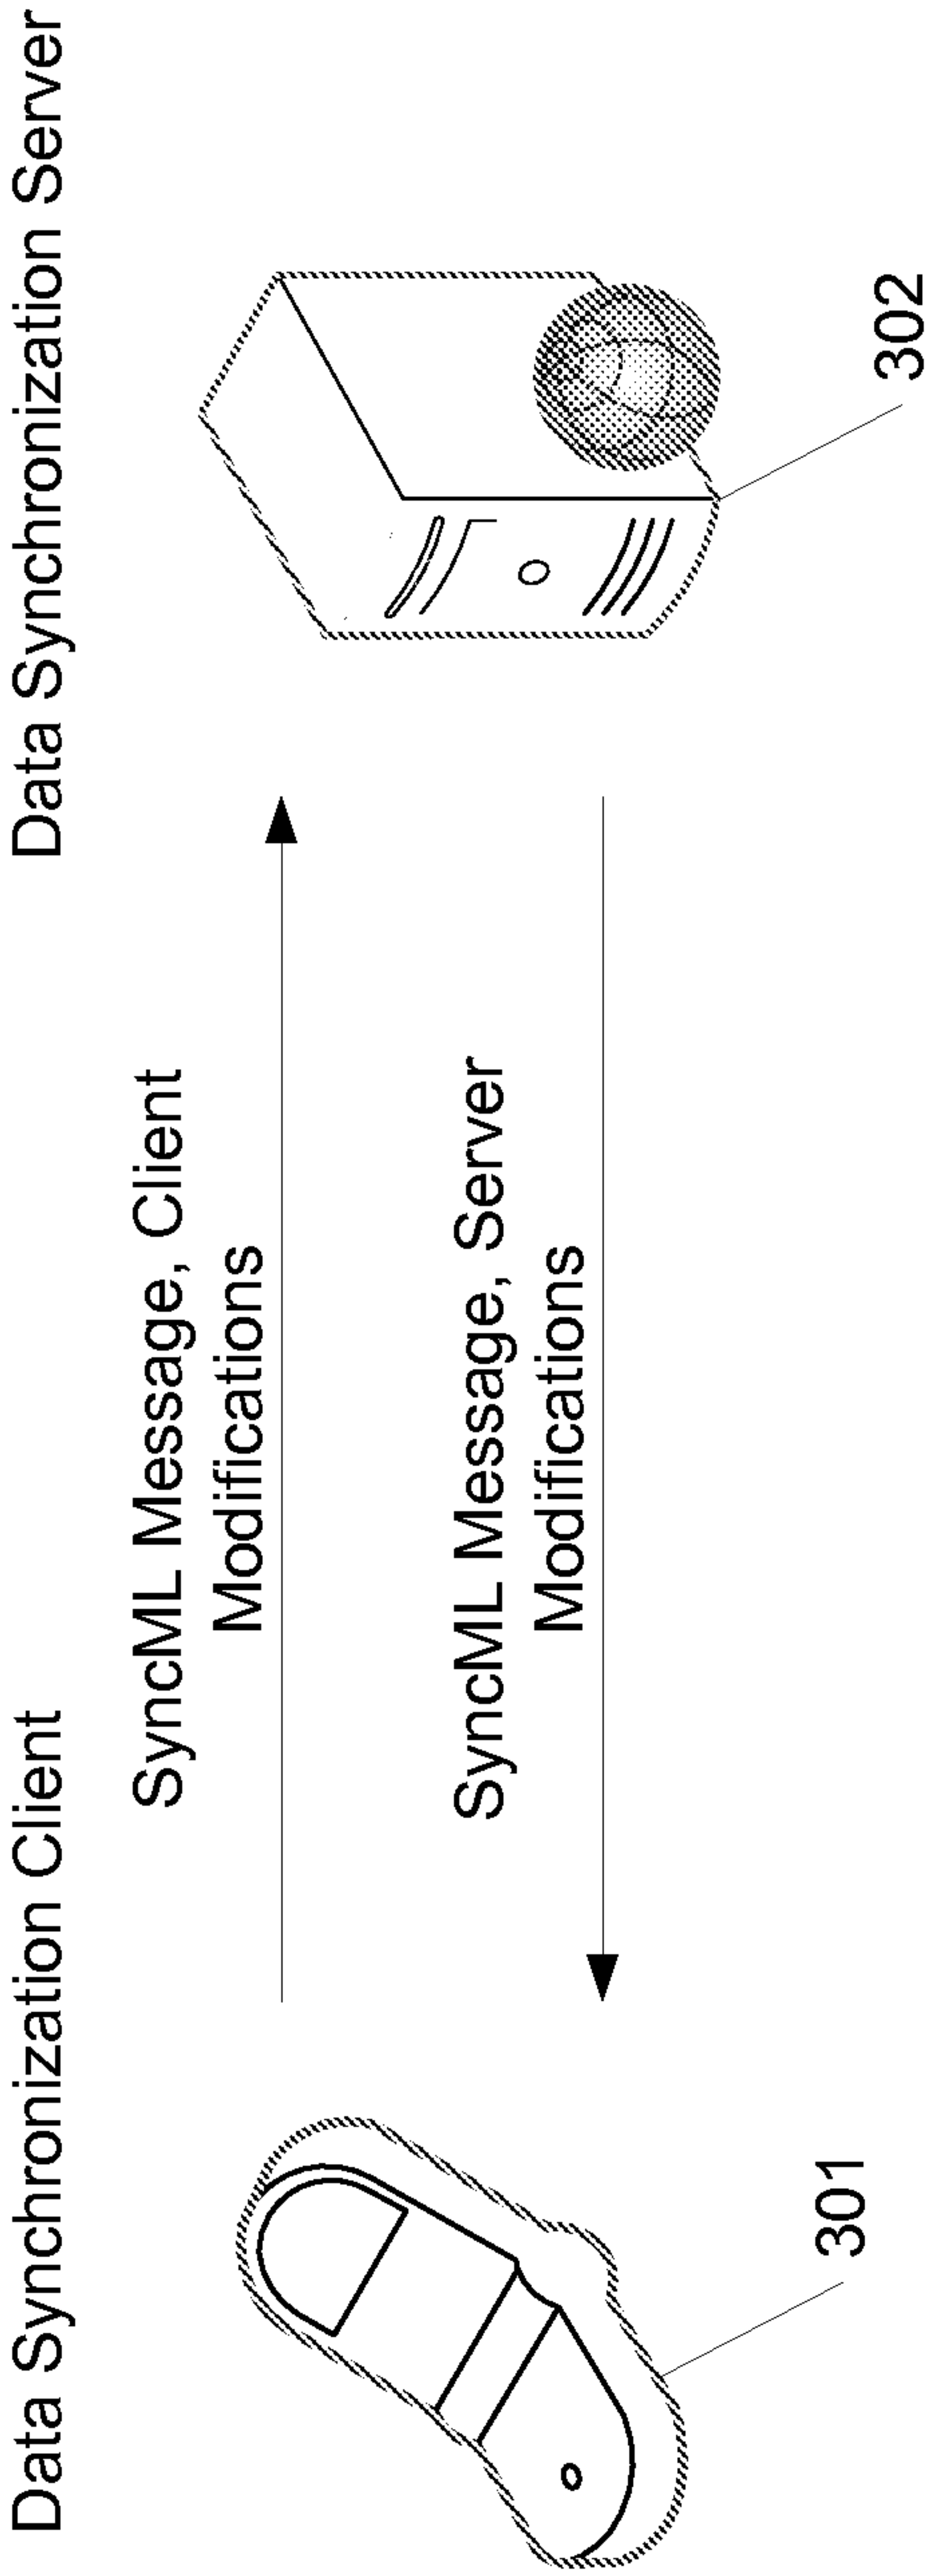 Data Synchronization Client
Data Synchronization Server
SyncML Message, Client
Modifications
SyncML Message, Server
Modifications
301
302